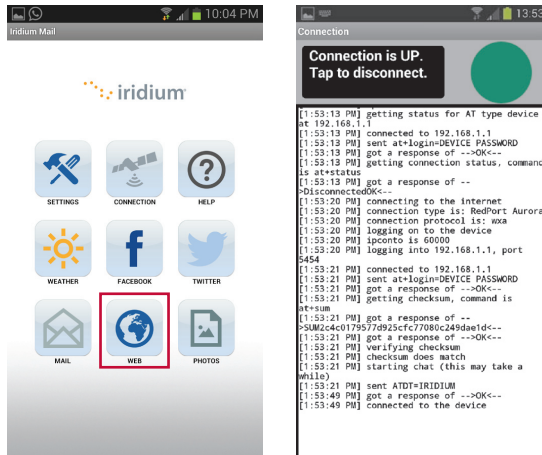 10:04 PM
Iridium Mail
iridium
SETTINGS
CONNECTION
HELP
WEATHER
FACEBOOK
TWITTER
MAIL
WEB
PHOTOS
13:53
Connection
Connection is UP.
Tap to disconnect.
[1:53:13 PM] getting status for AT type device
at 192.168.1.1
[1:53:13 PM] connected to 192.168.1.1
[1:53:13 PM] sent at+login=DEVICE PASSWORD
[1:53:13 PM] got a response of -->OK<--
[1:53:13 PM] getting connection status, command
is at+status
[1:53:13 PM] got a response of --
>DisconnectedOK<--
[1:53:20 PM] connecting to the internet
[1:53:20 PM] connection type is: RedPort Aurora
[1:53:20 PM] connection protocol is: wxa
[1:53:20 PM] logging on to the device
[1:53:20 PM] ipconto is 60000
[1:53:20 PM] logging into 192.168.1.1, port
5454
[1:53:21 PM] connected to 192.168.1.1
[1:53:21 PM] sent at+login=DEVICE PASSWORD
[1:53:21 PM] got a response of -->OK<--
[1:53:21 PM] getting checksum, command is
at+sum
[1:53:21 PM] got a response of --
>SUM2c4c0179577d925cfc77080c249dae1d<--
[1:53:21 PM] got a response of -->OK<--
[1:53:21 PM] verifying checksum
[1:53:21 PM] checksum does match
[1:53:21 PM] starting chat (this may take a
while)
[1:53:21 PM] sent ATDT=IRIDIUM
[1:53:49 PM] got a response of -->OK<--
[1:53:49 PM] connected to the device